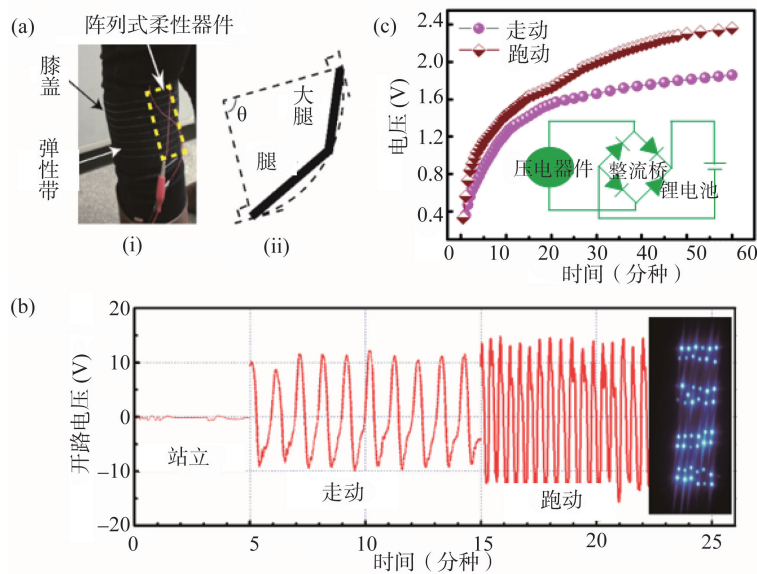 (a)
阵列式柔性器件
膝盖
弹性带
(i)
θ
大腿
腿
(ii)
(c)
电压 (V)
2.4
2.0
1.6
1.2
0.8
0.4
走动
跑动
压电器件
整流桥
锂电池
0
10
20
30
40
50
60
时间（分种）
(b)
开路电压 (V)
20
10
0
−10
−20
站立
走动
跑动
0
5
10
15
20
25
时间（分种）